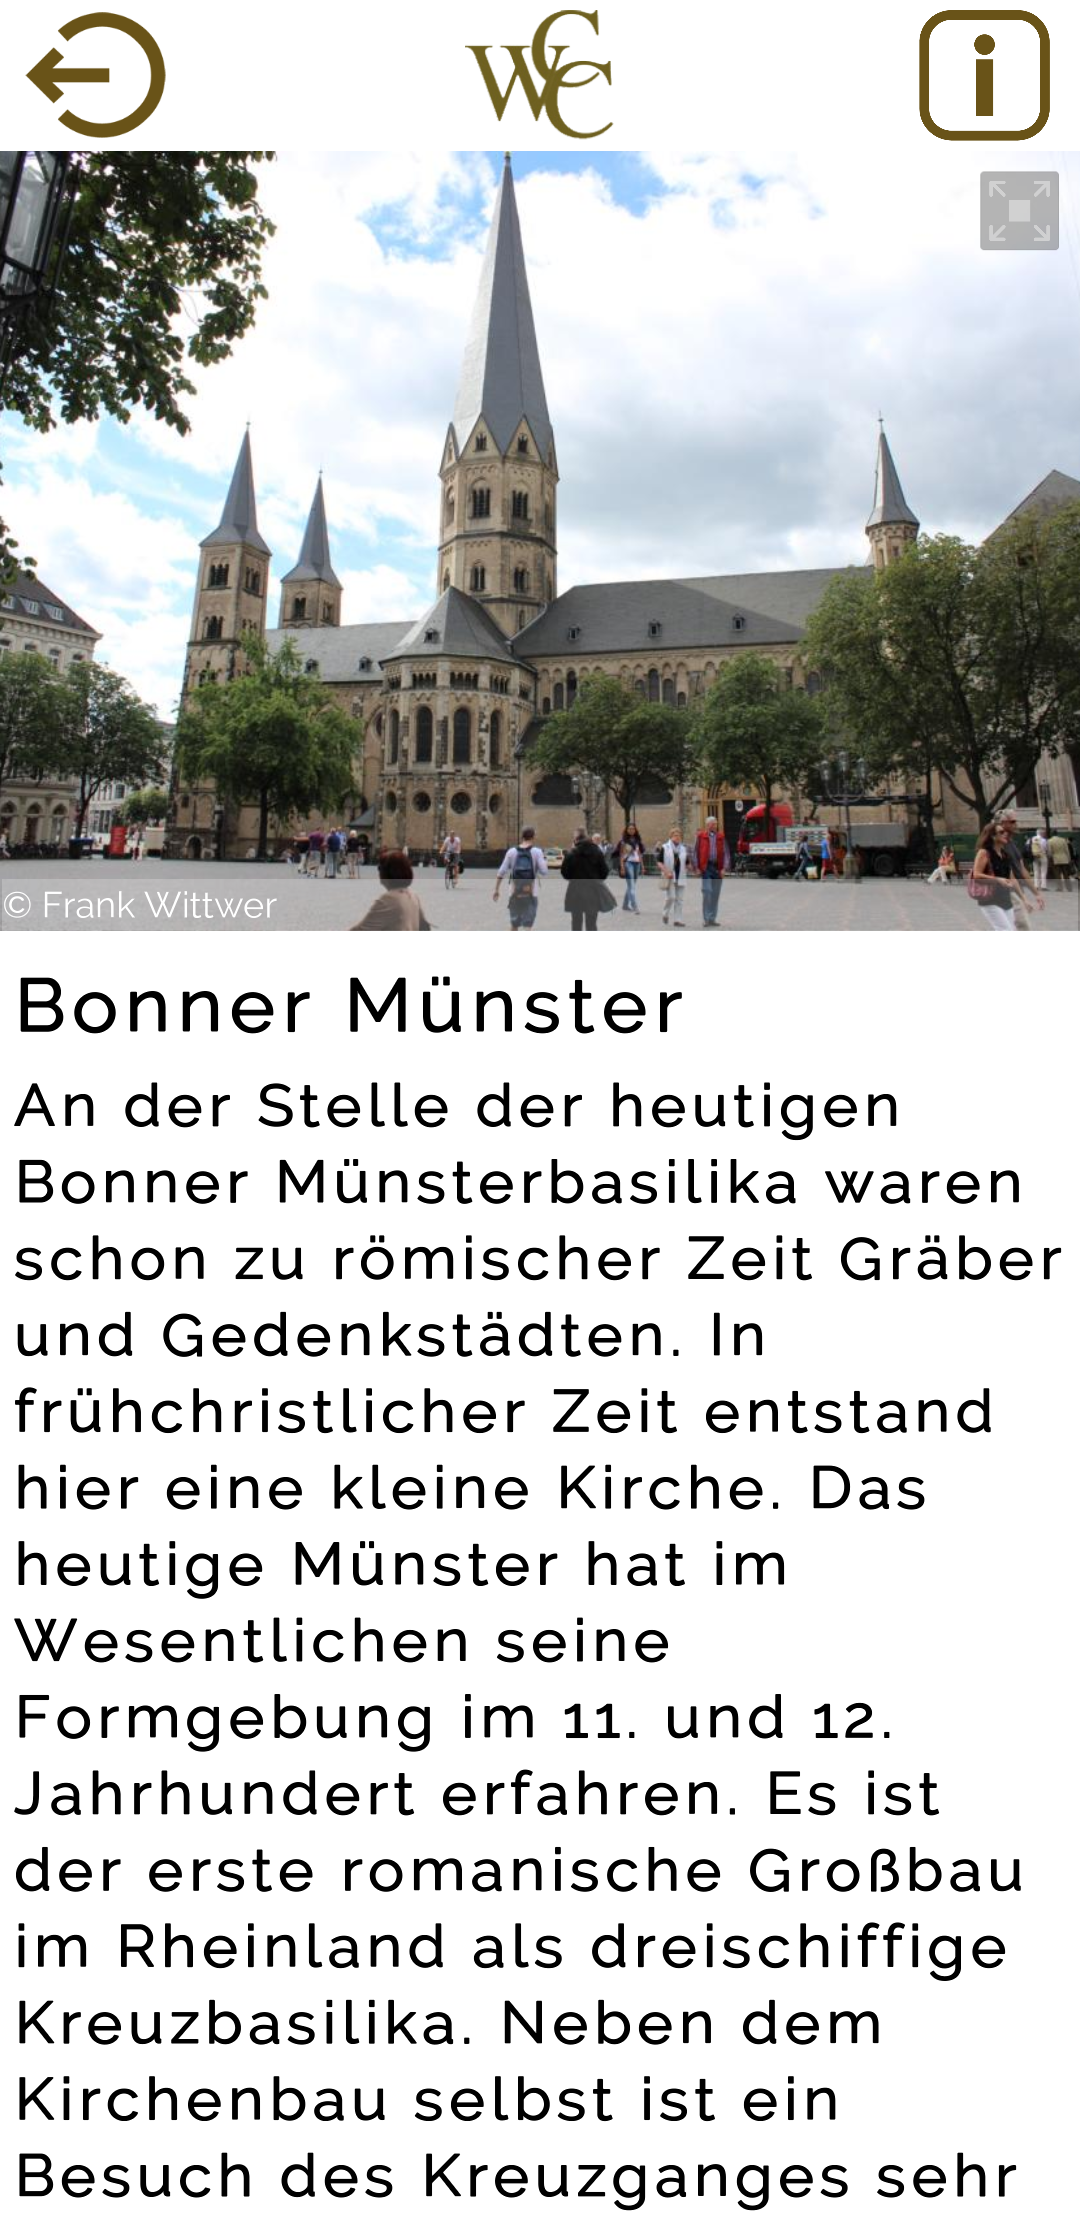 WCC
i
© Frank Wittwer
Bonner Münster
An der Stelle der heutigen
Bonner Münsterbasilika waren
schon zu römischer Zeit Gräber
und Gedenkstädten. In
frühchristlicher Zeit entstand
hier eine kleine Kirche. Das
heutige Münster hat im
Wesentlichen seine
Formgebung im 11. und 12.
Jahrhundert erfahren. Es ist
der erste romanische Großbau
im Rheinland als dreischiffige
Kreuzbasilika. Neben dem
Kirchenbau selbst ist ein
Besuch des Kreuzganges sehr